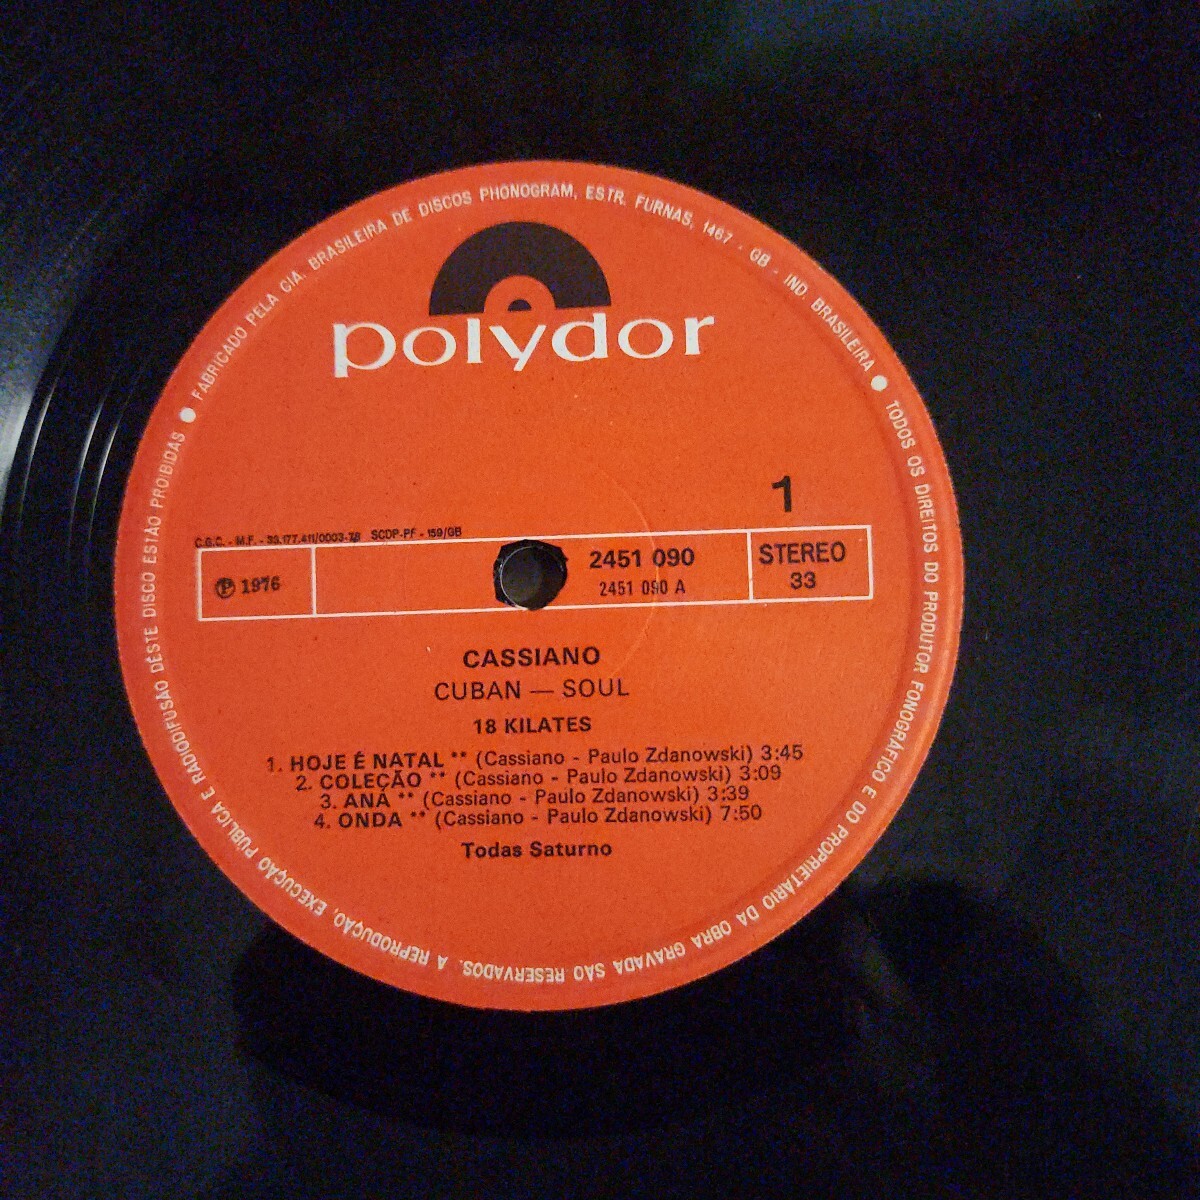 FABRICADO PELA CIA. BRASILEIRA DE DISCOS PHONOGRAM, ESTR. FURNAS, 1467 - GB - IND. BRASILEIRA ● TODOS OS DIREITOS DO PRODUTOR FONOGRÁFICO E DO PROPRIETÁRIO DA OBRA GRAVADA SÃO RESERVADOS. A REPRODUÇÃO, EXECUÇÃO PÚBLICA E RADIODIFUSÃO DÊSTE DISCO ESTÃO PROIBIDAS ●
polydor
1
C.G.C. - M.F. - 33.177.411/0003-78 SCDP-PF - 159/GB
Ⓟ 1976
2451 090
2451 090 A
STEREO
33
CASSIANO
CUBAN — SOUL
18 KILATES
1. HOJE É NATAL ** (Cassiano - Paulo Zdanowski) 3:45
2. COLEÇÃO ** (Cassiano - Paulo Zdanowski) 3:09
3. ANA ** (Cassiano - Paulo Zdanowski) 3:39
4. ONDA ** (Cassiano - Paulo Zdanowski) 7:50
Todas Saturno